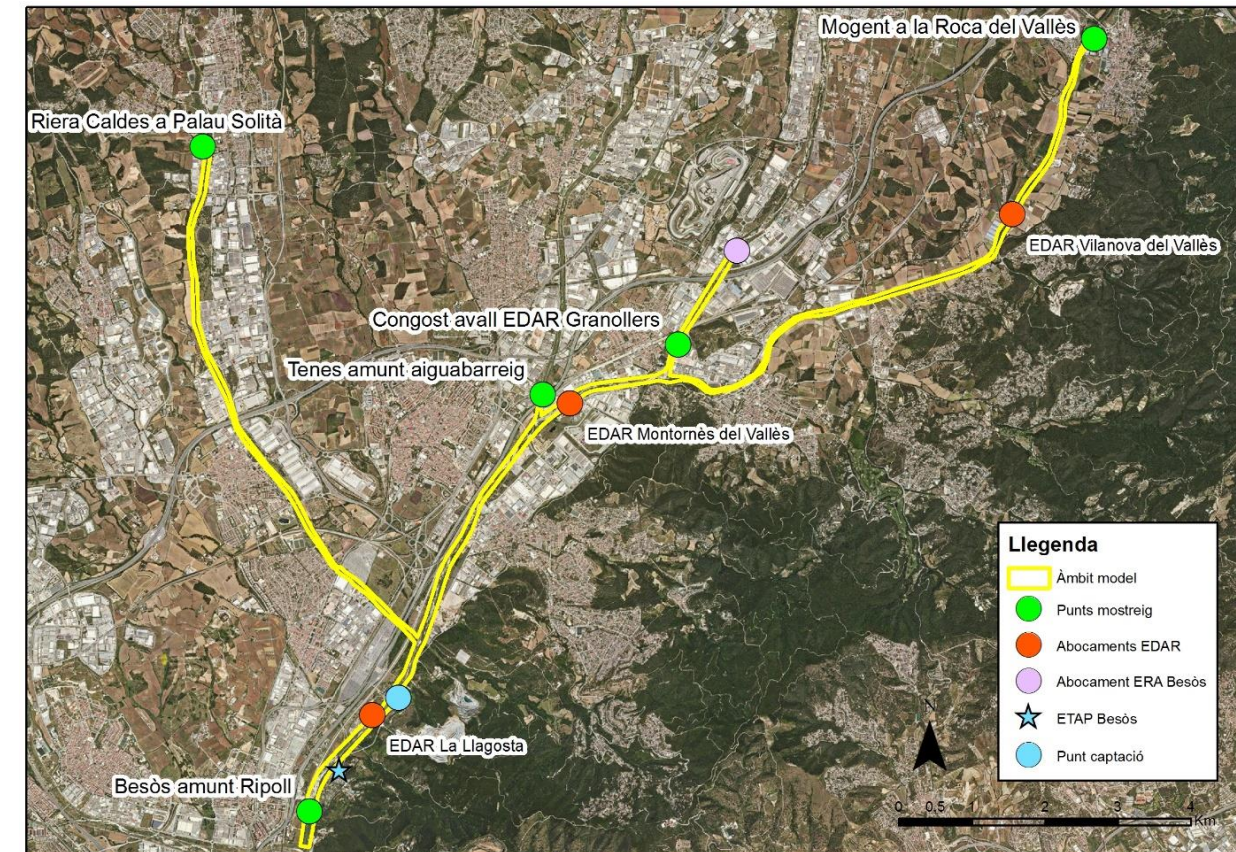 Mogent a la Roca del Vallès
Riera Caldes a Palau Solità
EDAR Vilanova del Vallès
Congost avall EDAR Granollers
Tenes amunt aiguabarreig
EDAR Montornès del Vallès
EDAR La Llagosta
Besòs amunt Ripoll
Llegenda
Àmbit model
Punts mostreig
Abocaments EDAR
Abocament ERA Besòs
ETAP Besòs
Punt captació
0 0,5 1 2 3 4
Km